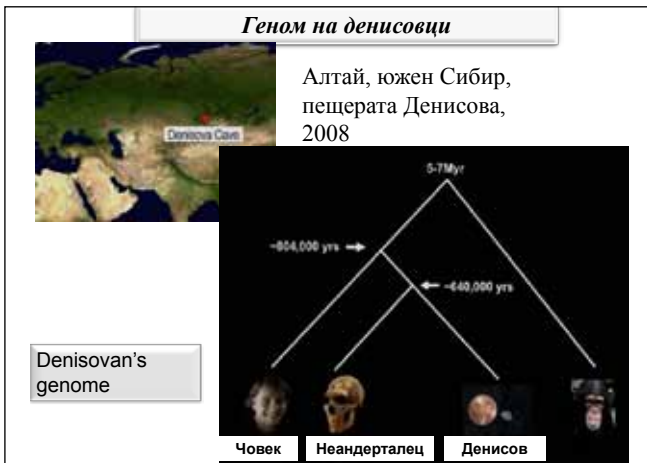 Геном на денисовци
Denisova Cave
Алтай, южен Сибир,
пещерата Денисова,
2008
5-7Myr
~804,000 yrs
~640,000 yrs
Denisovan's
genome
Човек
Неандерталец
Денисов